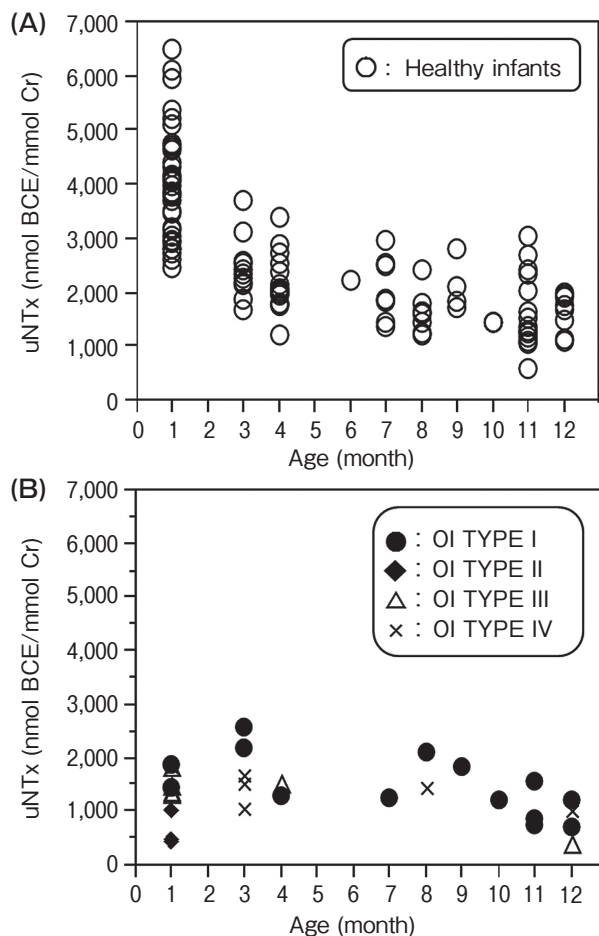 (A)
7,000
6,000
5,000
4,000
3,000
2,000
1,000
0
uNTx (nmol BCE/mmol Cr)
: Healthy infants
0 1 2 3 4 5 6 7 8 9 10 11 12
Age (month)
(B)
7,000
6,000
5,000
4,000
3,000
2,000
1,000
0
uNTx (nmol BCE/mmol Cr)
: OI TYPE I
: OI TYPE II
: OI TYPE III
: OI TYPE IV
0 1 2 3 4 5 6 7 8 9 10 11 12
Age (month)